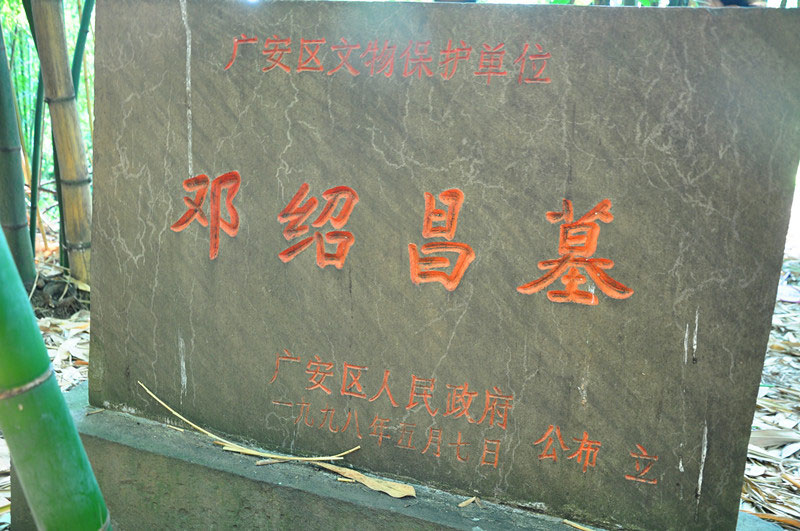 广安区文物保护单位
邓绍昌墓
广安区人民政府
一九九八年五月七日 公布 立